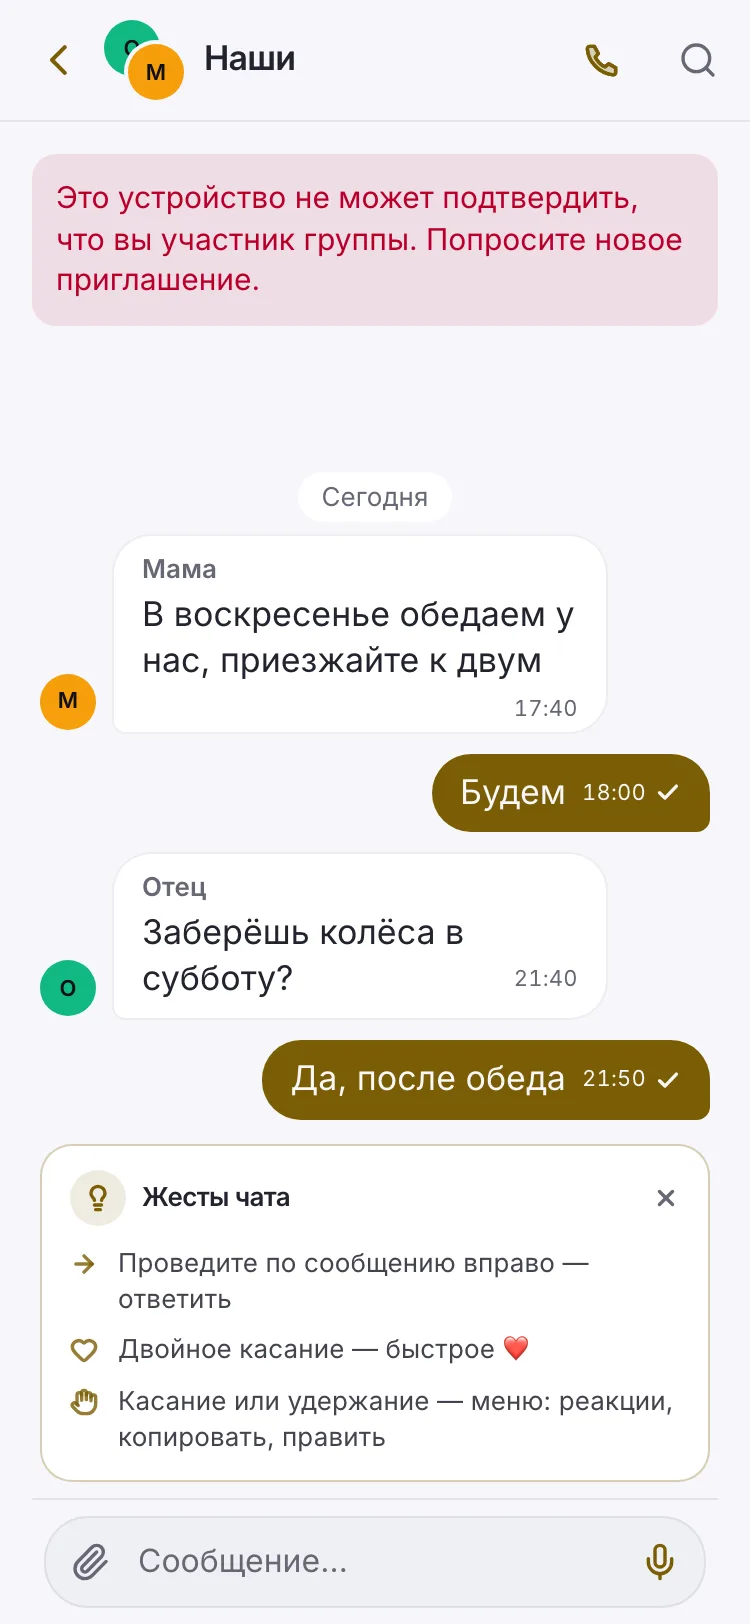 О
М
Наши
Это устройство не может подтвердить,
что вы участник группы. Попросите новое
приглашение.
Сегодня
Мама
В воскресенье обедаем у
нас, приезжайте к двум
17:40
М
Будем 18:00
Отец
Заберёшь колёса в
субботу? 21:40
О
Да, после обеда 21:50
Жесты чата
Проведите по сообщению вправо —
ответить
Двойное касание — быстрое ❤️
Касание или удержание — меню: реакции,
копировать, править
Сообщение...